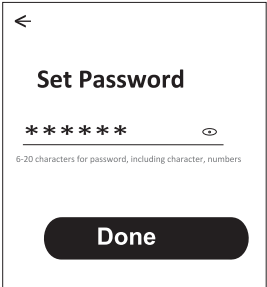 Set Password
******
6-20 characters for password, including character, numbers
Done